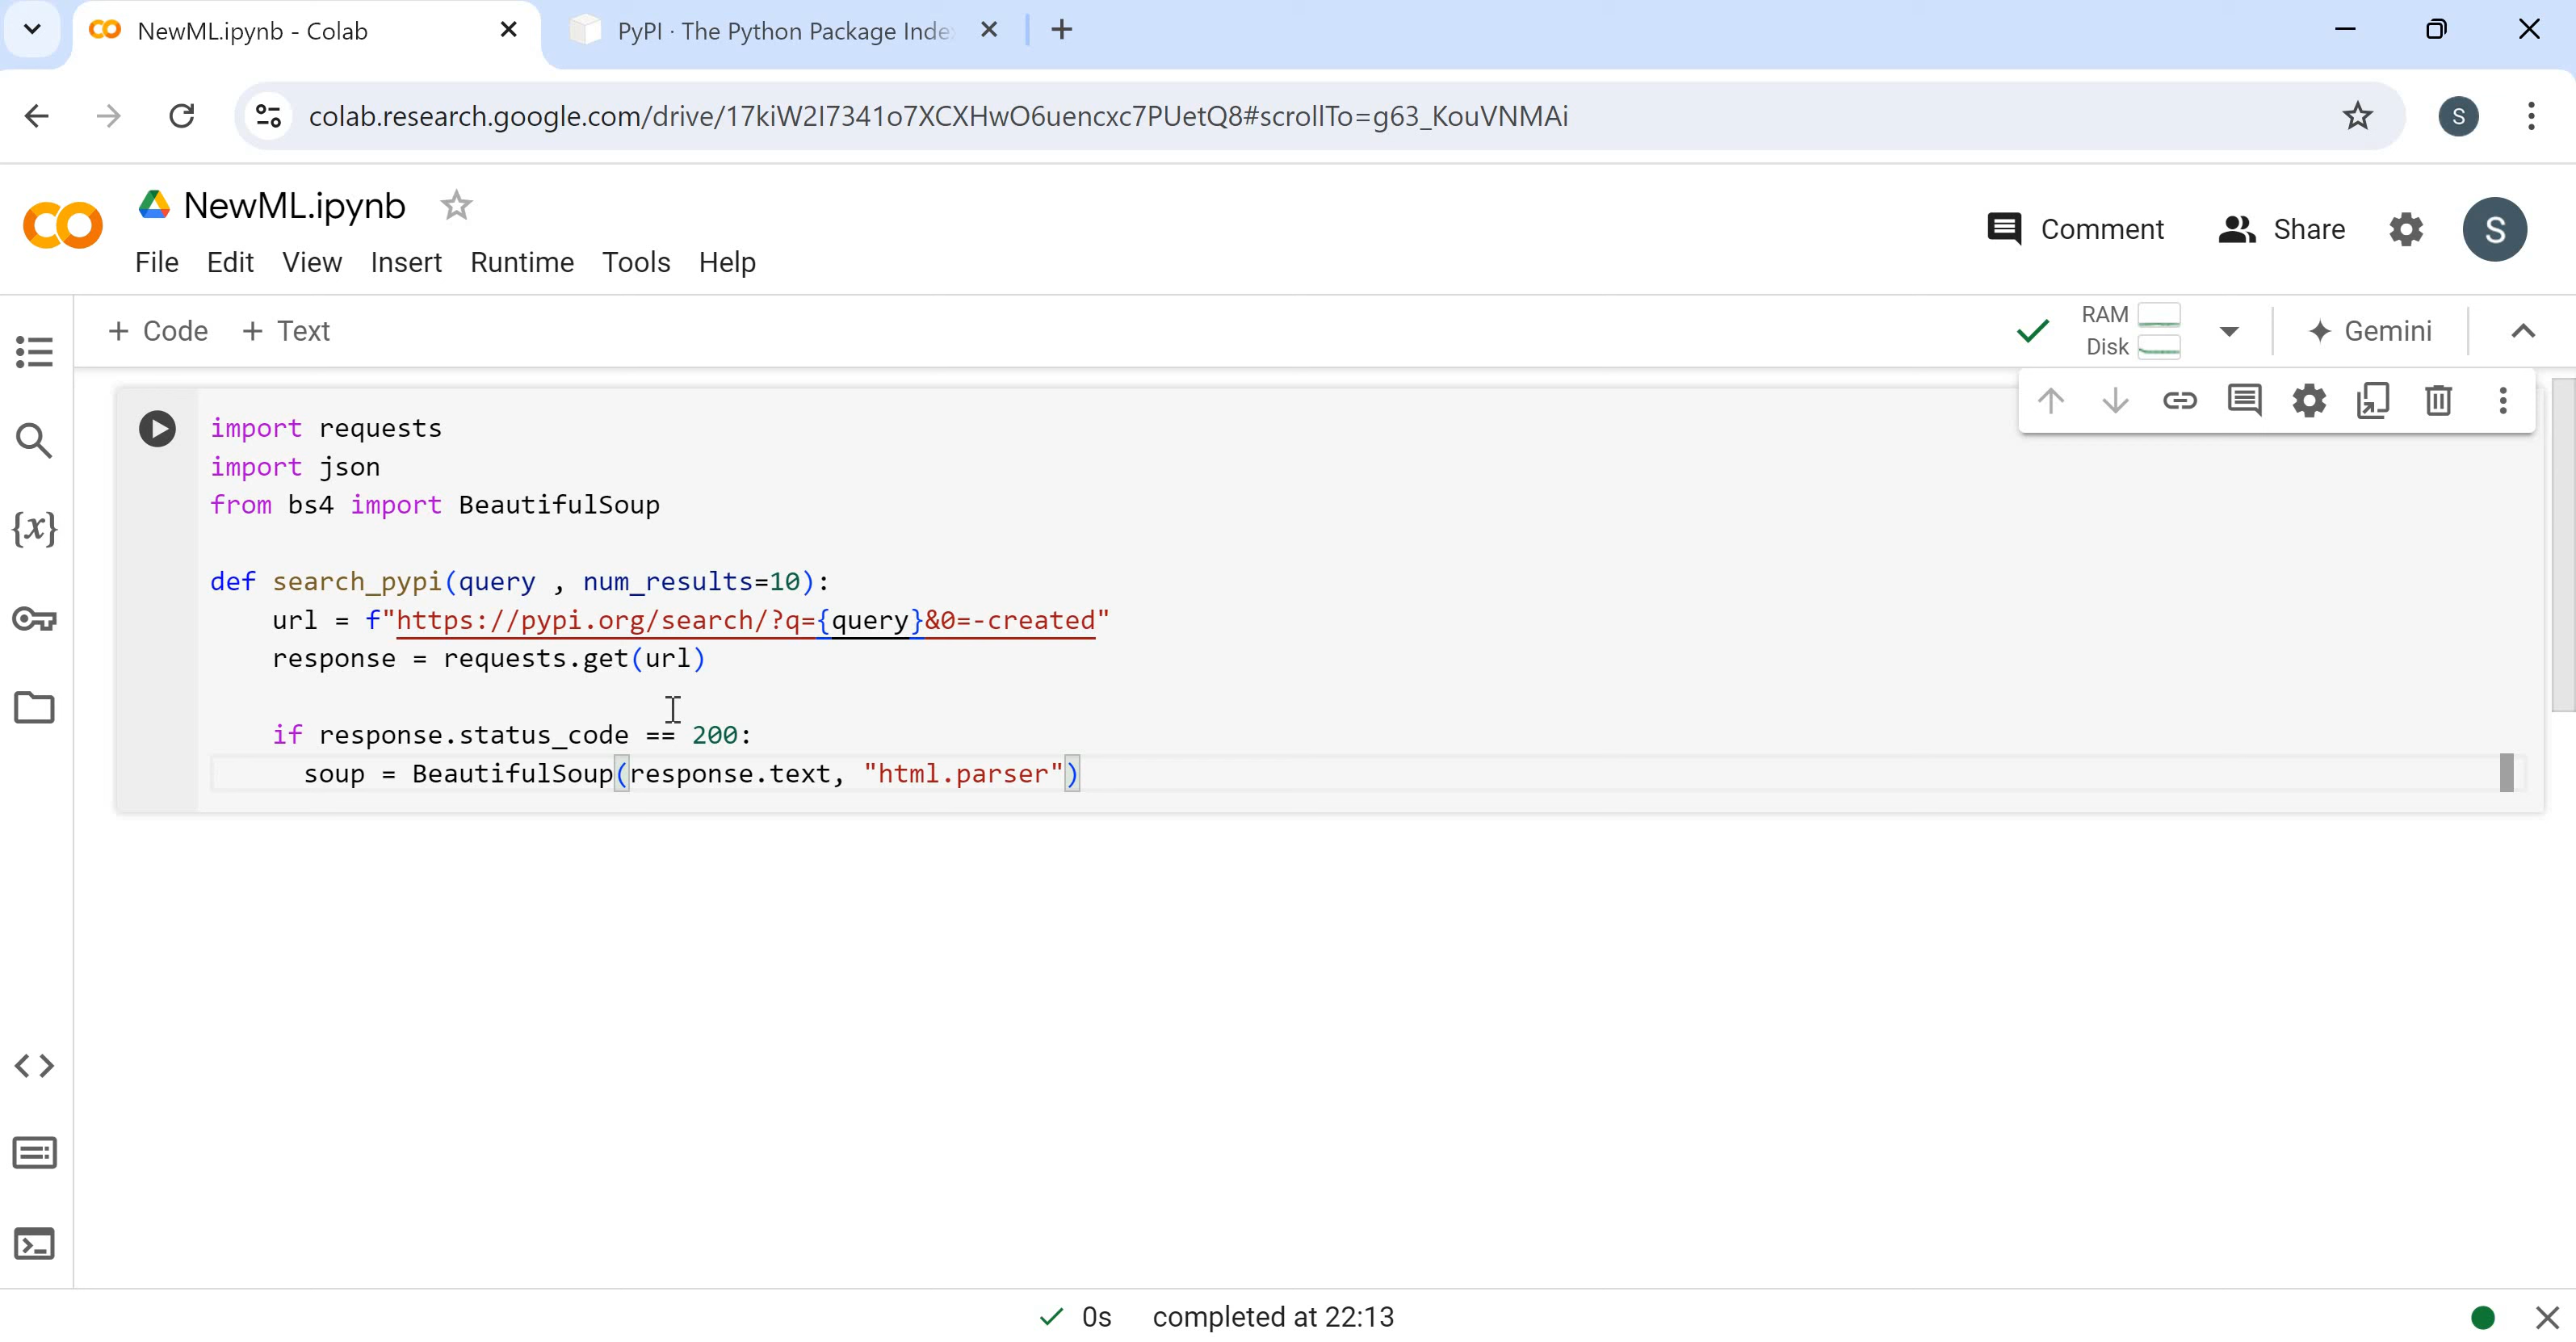 NewML.ipynb - Colab
PyPI · The Python Package Inde
colab.research.google.com/drive/17kiW2I7341o7XCXHwO6uencxc7PUetQ8#scrollTo=g63_KouVNMAi
S
NewML.ipynb
File Edit View Insert Runtime Tools Help
Comment Share S
+ Code + Text
RAM
Disk
Gemini
import requests
import json
from bs4 import BeautifulSoup
def search_pypi(query , num_results=10):
url = f"https://pypi.org/search/?q={query}&0=-created"
response = requests.get(url)
if response.status_code == 200:
soup = BeautifulSoup(response.text, "html.parser")
{x}
0s completed at 22:13